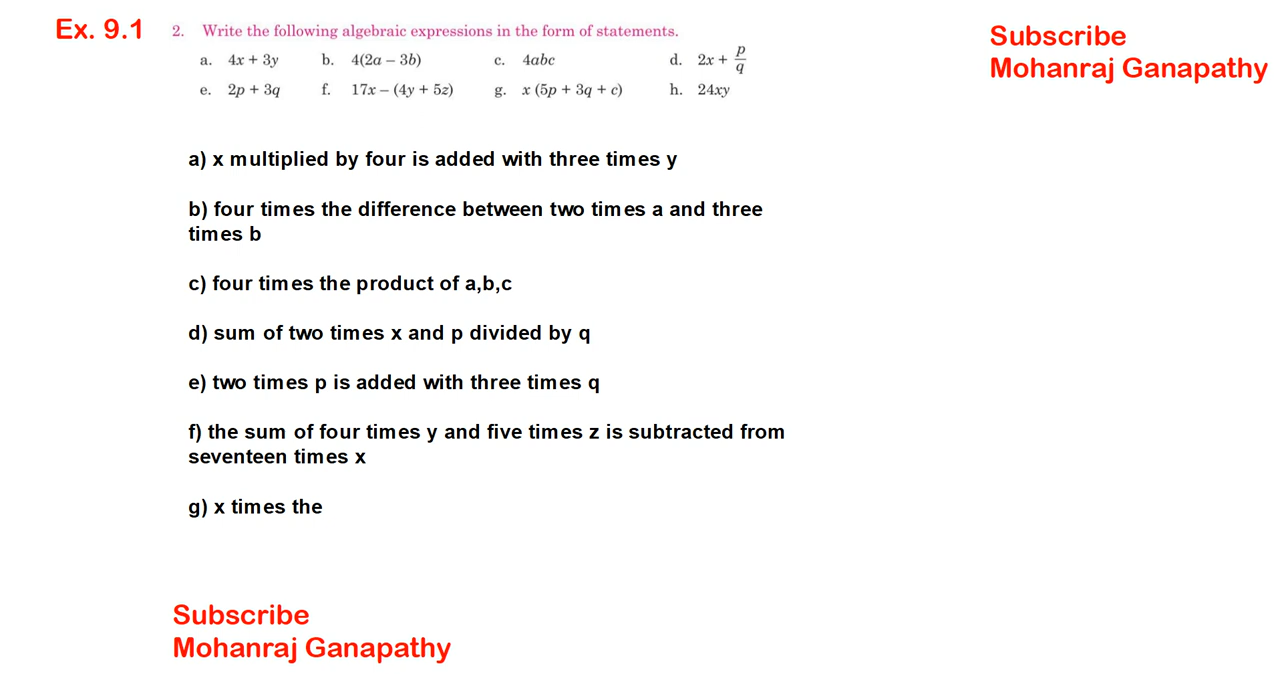 Ex. 9.1
2. Write the following algebraic expressions in the form of statements.
a. 4x + 3y b. 4(2a – 3b) c. 4abc d. 2x + p/q
e. 2p + 3q f. 17x – (4y + 5z) g. x (5p + 3q + c) h. 24xy
Subscribe
Mohanraj Ganapathy
a) x multiplied by four is added with three times y
b) four times the difference between two times a and three
times b
c) four times the product of a,b,c
d) sum of two times x and p divided by q
e) two times p is added with three times q
f) the sum of four times y and five times z is subtracted from
seventeen times x
g) x times the
Subscribe
Mohanraj Ganapathy